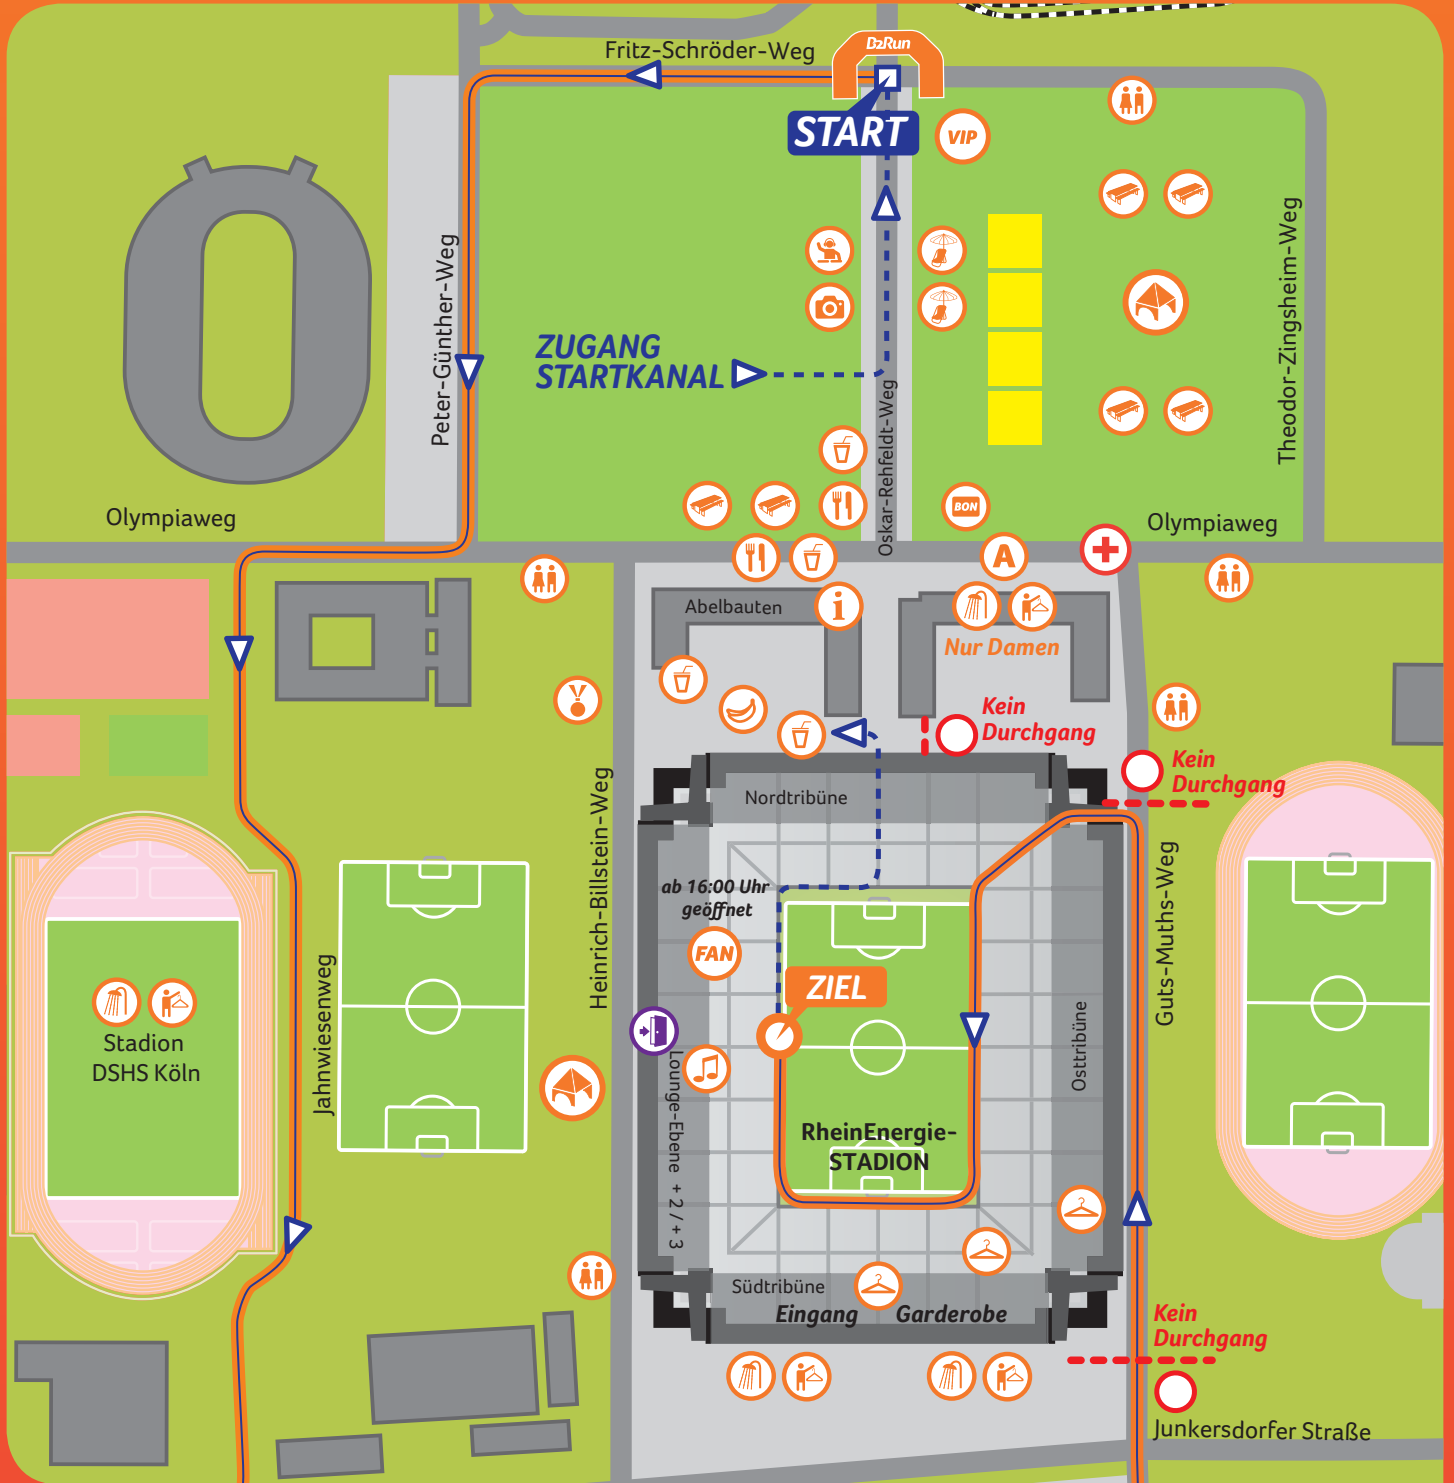 Fritz-Schröder-Weg
B2Run
START
VIP
Peter-Günther-Weg
Theodor-Zingsheim-Weg
ZUGANG
STARTKANAL
Oskar-Rehfeldt-Weg
BON
Olympiaweg
Olympiaweg
A
Abelbauten
i
Nur Damen
Kein
Durchgang
Kein
Durchgang
Heinrich-Billstein-Weg
Nordtribüne
ab 16:00 Uhr
geöffnet
FAN
ZIEL
Guts-Muths-Weg
Jahnwiesenweg
Stadion
DSHS Köln
Osttribüne
Lounge-Ebene + 2 / + 3
RheinEnergie-
STADION
Südtribüne
Eingang Garderobe
Kein
Durchgang
Junkersdorfer Straße